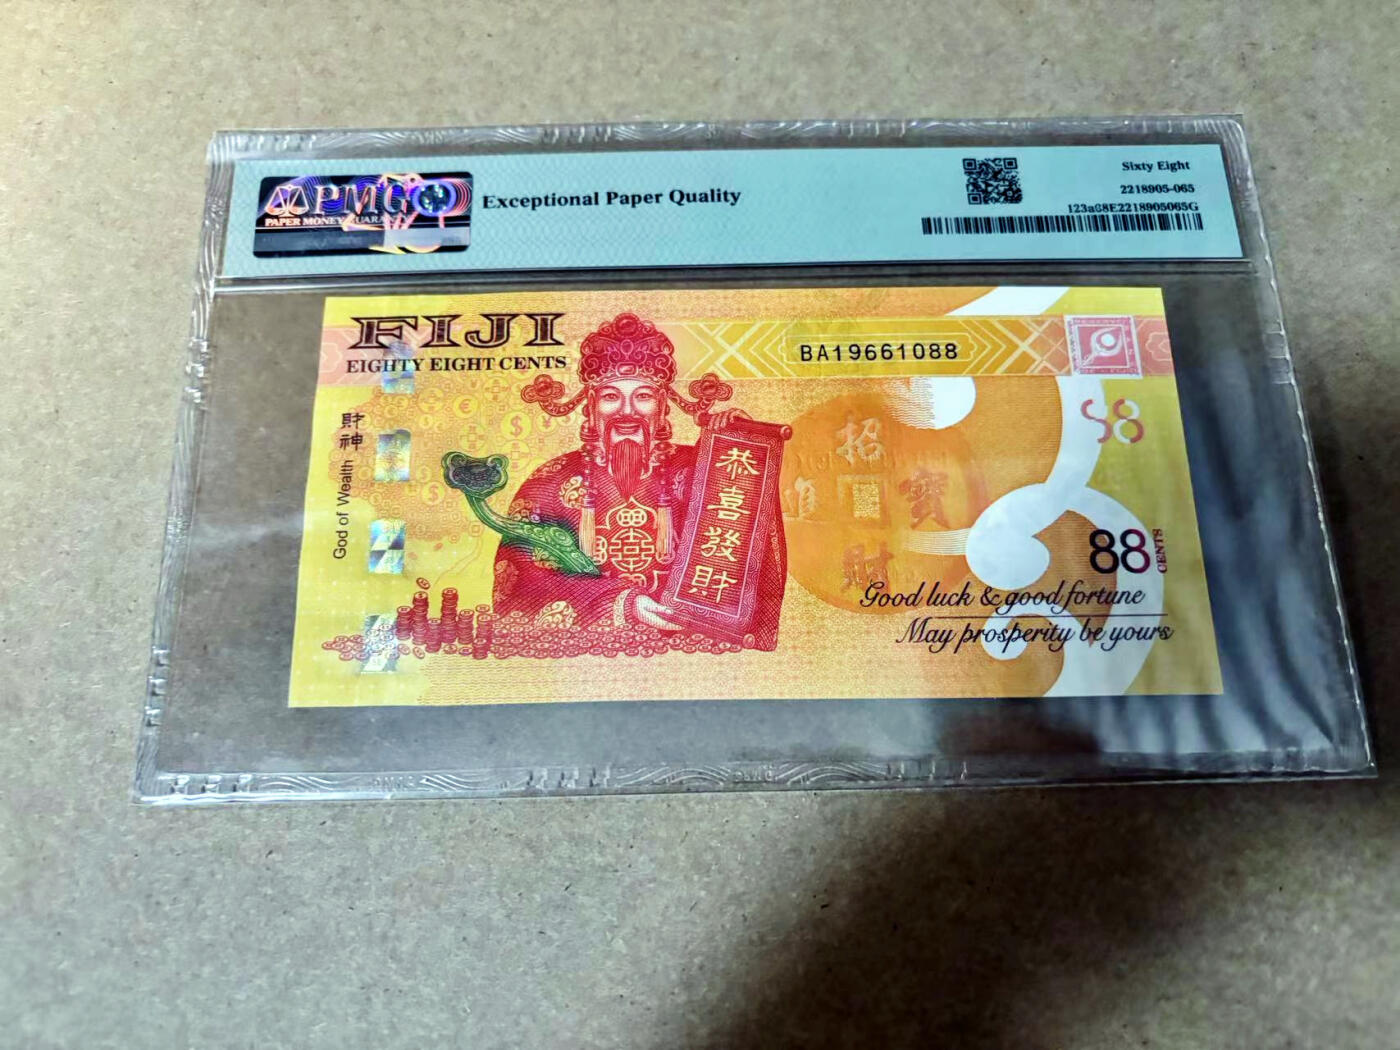 PMG
PAPER MONEY GUARANTY
Exceptional Paper Quality
Sixty Eight
2218905-065
123a68E2218905065G
FIJI
EIGHTY EIGHT CENTS
BA19661088
財神
God of Wealth
恭喜發財
招
進 寶
財
88
88
CENTS
Good luck & good fortune
May prosperity be yours